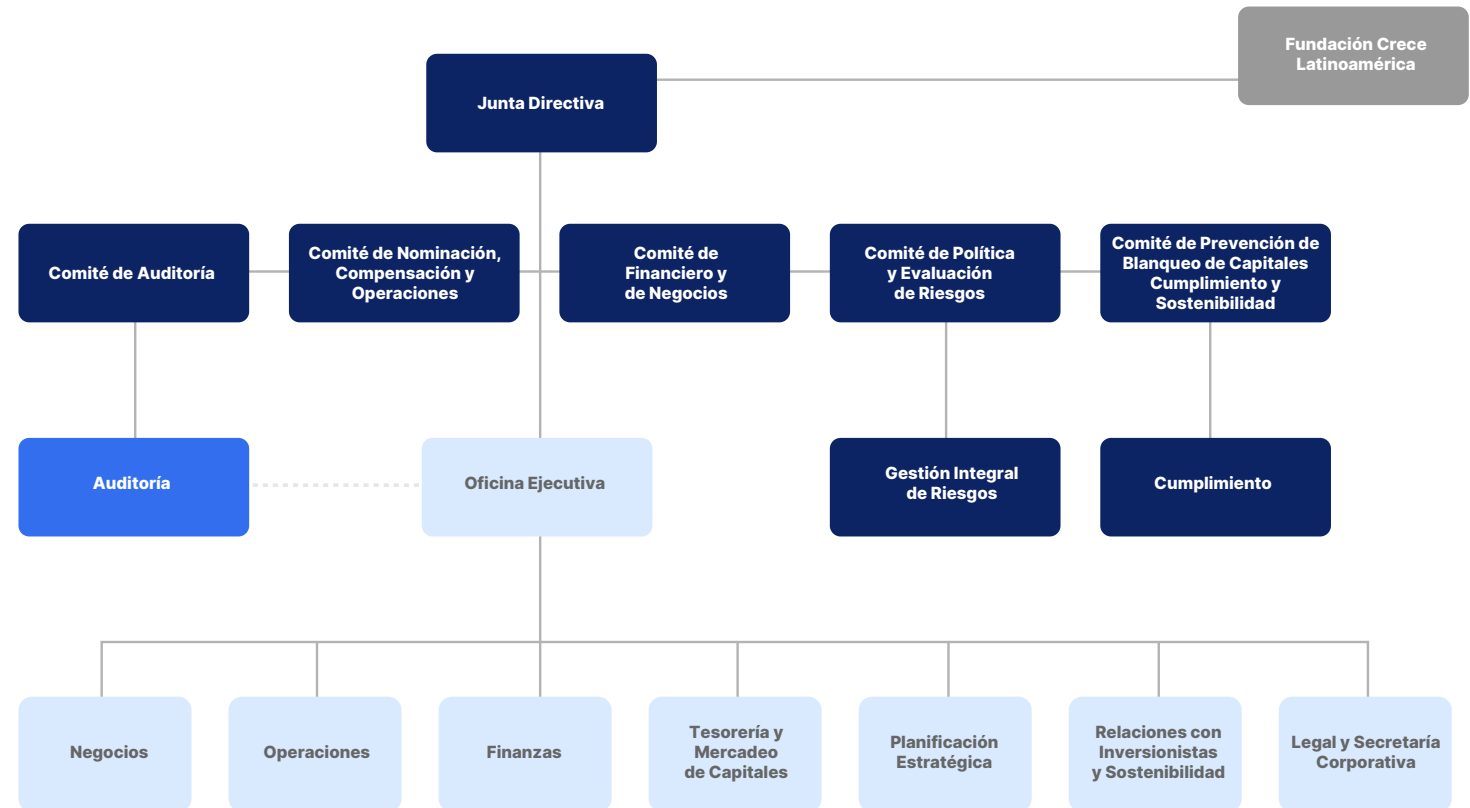 Fundación Crece
Latinoamérica
Junta Directiva
Comité de Auditoría
Comité de Nominación,
Compensación y
Operaciones
Comité de
Financiero y
de Negocios
Comité de Política
y Evaluación
de Riesgos
Comité de Prevención de
Blanqueo de Capitales
Cumplimiento y
Sostenibilidad
Auditoría
Oficina Ejecutiva
Gestión Integral
de Riesgos
Cumplimiento
Negocios
Operaciones
Finanzas
Tesorería y
Mercadeo
de Capitales
Planificación
Estratégica
Relaciones con
Inversionistas
y Sostenibilidad
Legal y Secretaría
Corporativa